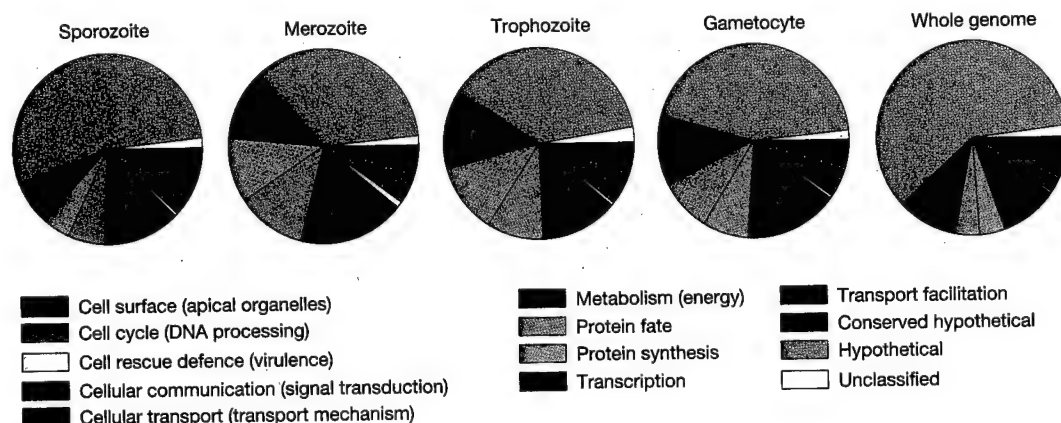 Sporozoite
Merozoite
Trophozoite
Gametocyte
Whole genome
Cell surface (apical organelles)
Cell cycle (DNA processing)
Cell rescue defence (virulence)
Cellular communication (signal transduction)
Cellular transport (transport mechanism)
Metabolism (energy)
Protein fate
Protein synthesis
Transcription
Transport facilitation
Conserved hypothetical
Hypothetical
Unclassified